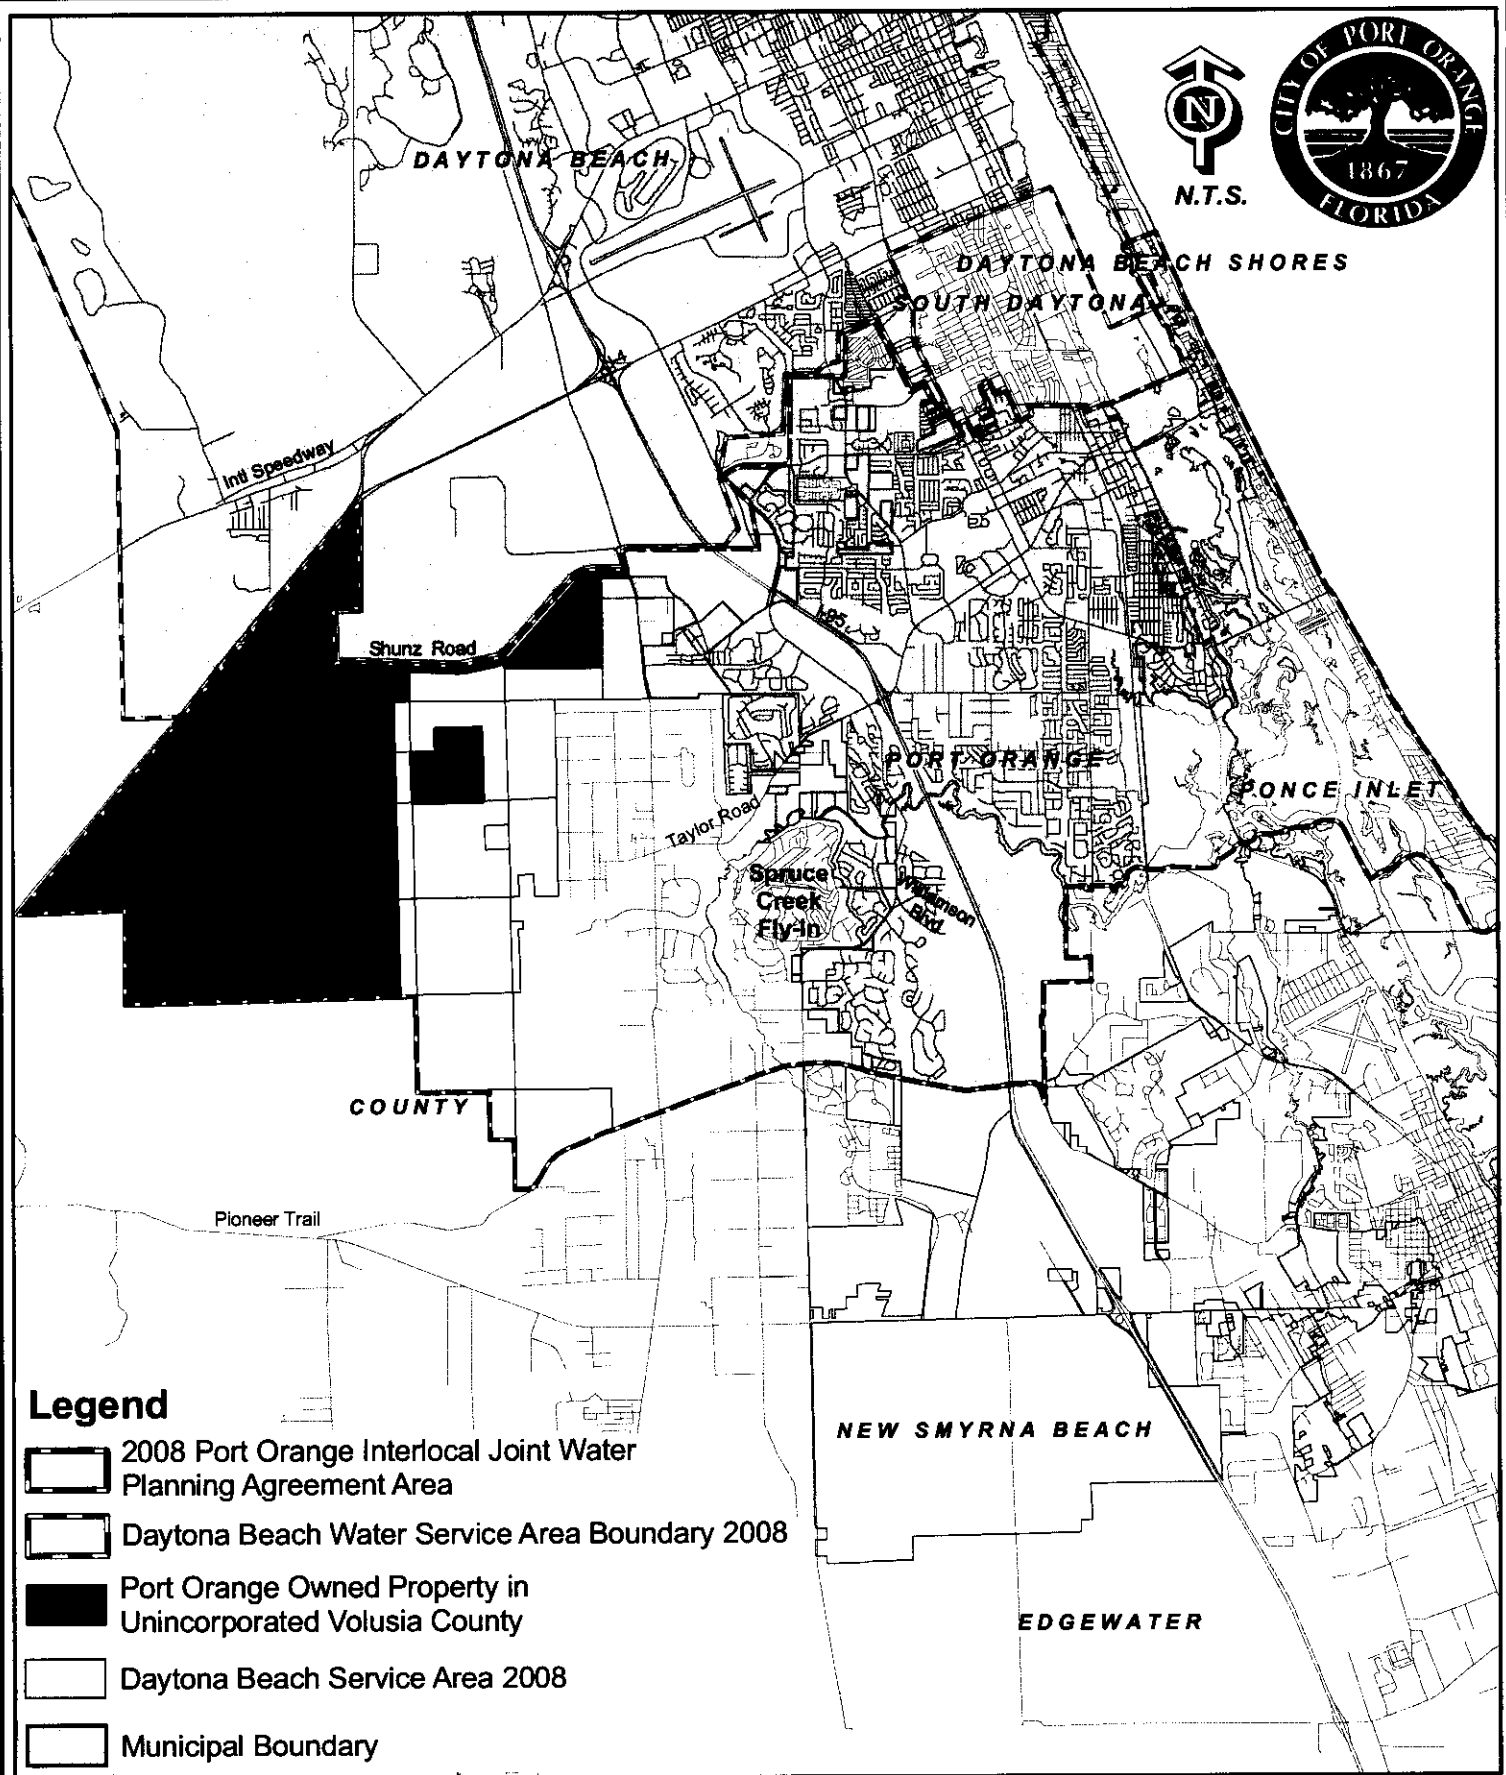 CITY OF PORT ORANGE
1867
FLORIDA
N
N.T.S.
DAYTONA BEACH
DAYTONA BEACH SHORES
SOUTH DAYTONA
I-4
Intl Speedway
I-95
Shunz Road
PORT ORANGE
PONCE INLET
Taylor Road
Spruce
Creek
Fly-In
Williamson
Blvd.
COUNTY
Pioneer Trail
NEW SMYRNA BEACH
EDGEWATER
Legend
2008 Port Orange Interlocal Joint Water
Planning Agreement Area
Daytona Beach Water Service Area Boundary 2008
Port Orange Owned Property in
Unincorporated Volusia County
Daytona Beach Service Area 2008
Municipal Boundary